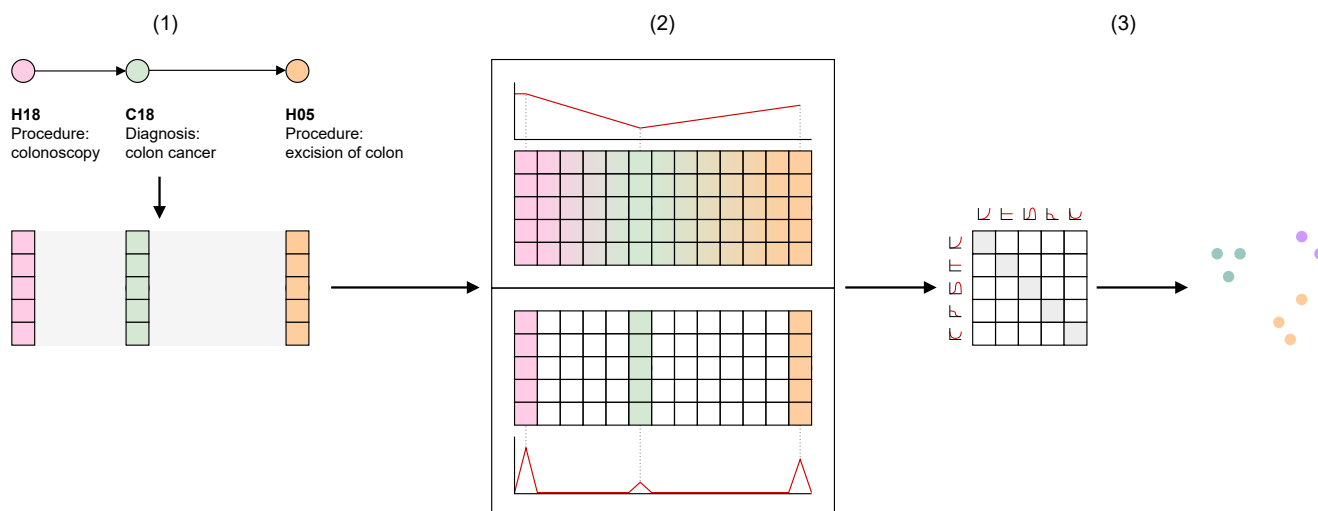 (1)
(2)
(3)
H18
Procedure:
colonoscopy
C18
Diagnosis:
colon cancer
H05
Procedure:
excision of colon